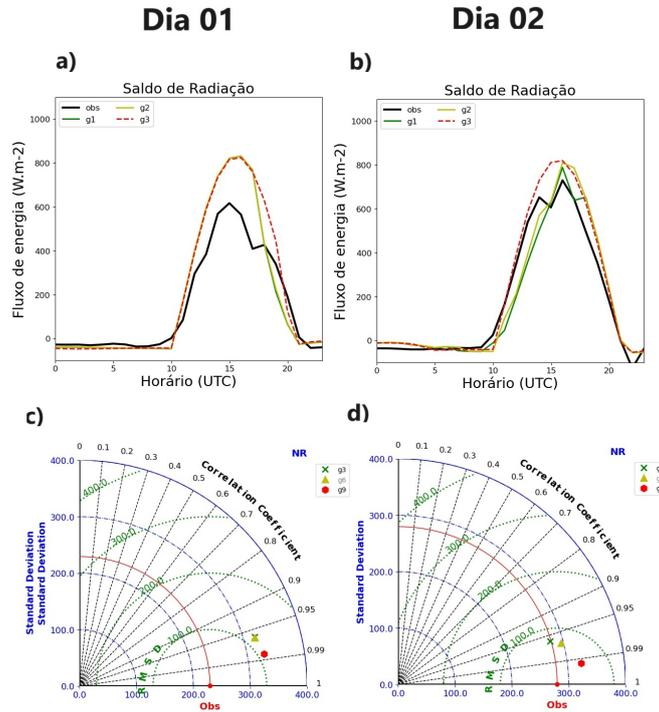 Dia 01
Dia 02
a)
Saldo de Radiação
obs
g1
g2
g3
Fluxo de energia (W.m-2)
1000
800
600
400
200
0
0
5
10
15
20
Horário (UTC)
b)
Saldo de Radiação
obs
g1
g2
g3
Fluxo de energia (W.m-2)
1000
800
600
400
200
0
0
5
10
15
20
Horário (UTC)
c)
NR
g3
g6
g9
0
0.1
0.2
0.3
0.4
0.5
0.6
0.7
0.8
0.9
0.95
0.99
1
Correlation Coefficient
400.0
300.0
200.0
100.0
0.0
Standard Deviation
Standard Deviation
400.0
300.0
200.0
100.0
RMSD
0.0
100.0
200.0
300.0
400.0
Obs
d)
NR
0
0.1
0.2
0.3
0.4
0.5
0.6
0.7
0.8
0.9
0.95
0.99
1
Correlation Coefficient
400.0
300.0
200.0
100.0
0.0
400.0
300.0
200.0
100.0
RMSD
0.0
100.0
200.0
300.0
400.0
Obs